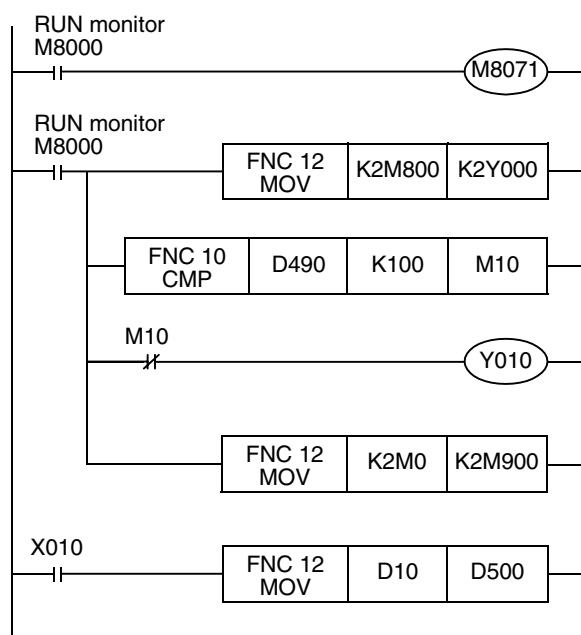 RUN monitor
M8000
M8071
RUN monitor
M8000
FNC 12
MOV
K2M800
K2Y000
FNC 10
CMP
D490
K100
M10
M10
Y010
FNC 12
MOV
K2M0
K2M900
X010
FNC 12
MOV
D10
D500